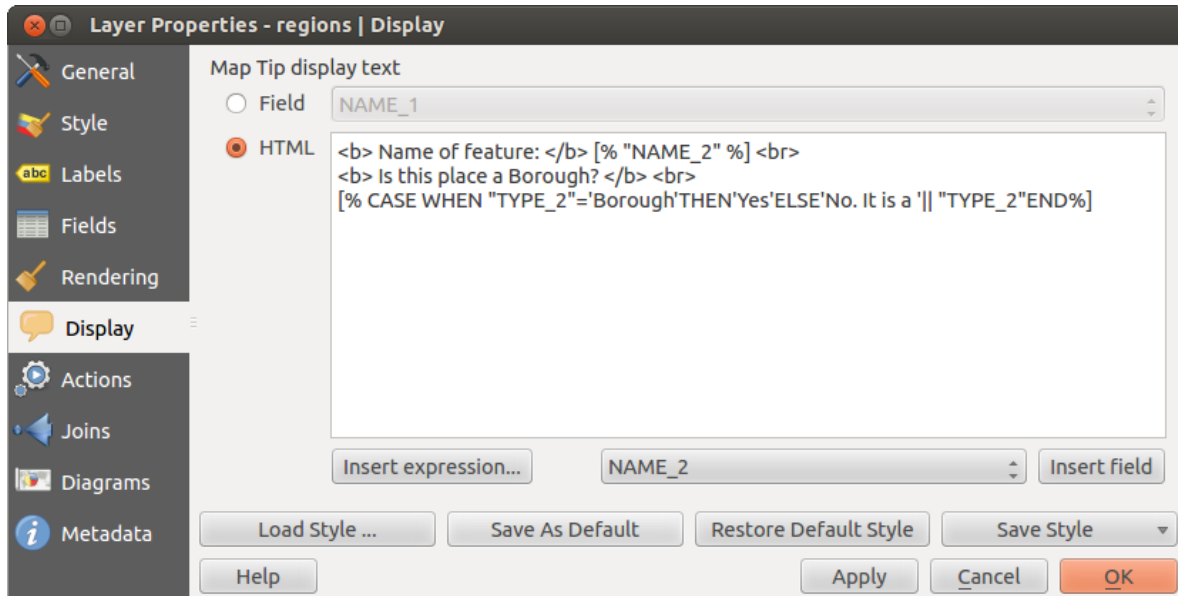 Layer Properties - regions | Display
General
Style
abc Labels
Fields
Rendering
Display
Actions
Joins
Diagrams
Metadata
Map Tip display text
Field NAME_1
HTML
<b> Name of feature: </b> [% "NAME_2" %] <br>
<b> Is this place a Borough? </b> <br>
[% CASE WHEN "TYPE_2"='Borough'THEN'Yes'ELSE'No. It is a '|| "TYPE_2"END%]
Insert expression... NAME_2 Insert field
Load Style ... Save As Default Restore Default Style Save Style
Help Apply Cancel OK